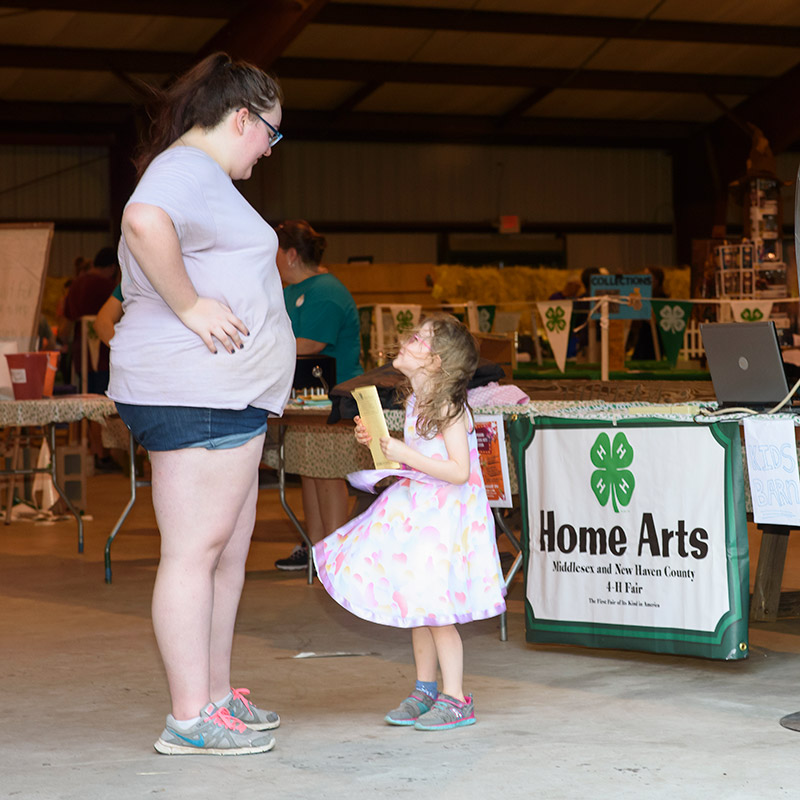 COLLECTIONS
H H
H H
Home Arts
Middlesex and New Haven County
4-H Fair
The First Fair of Its Kind in America
KIDS
BARN